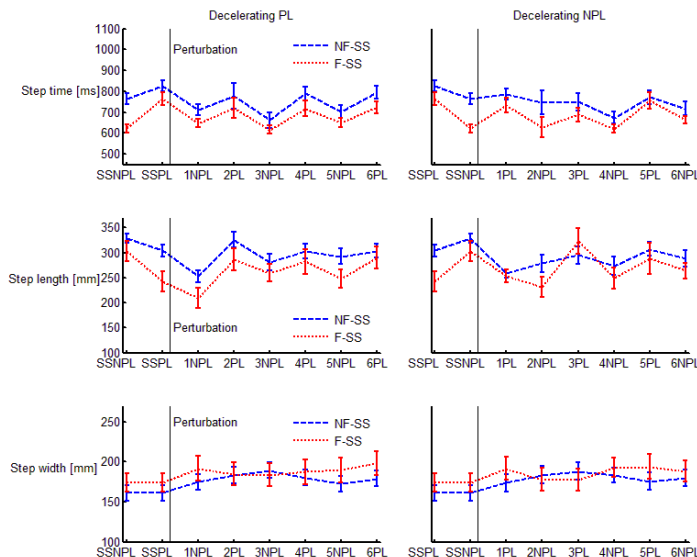 Decelerating PL
Decelerating NPL
1100
1000
900
800
700
600
500
Step time [ms]
Perturbation
NF-SS
F-SS
SSNPL SSPL 1NPL 2PL 3NPL 4PL 5NPL 6PL
SSPL SSNPL 1PL 2NPL 3PL 4NPL 5PL 6NPL
350
300
250
200
150
100
Step length [mm]
Perturbation
NF-SS
F-SS
SSNPL SSPL 1NPL 2PL 3NPL 4PL 5NPL 6PL
SSPL SSNPL 1PL 2NPL 3PL 4NPL 5PL 6NPL
250
200
150
100
Step width [mm]
Perturbation
NF-SS
F-SS
SSNPL SSPL 1NPL 2PL 3NPL 4PL 5NPL 6PL
SSPL SSNPL 1PL 2NPL 3PL 4NPL 5PL 6NPL